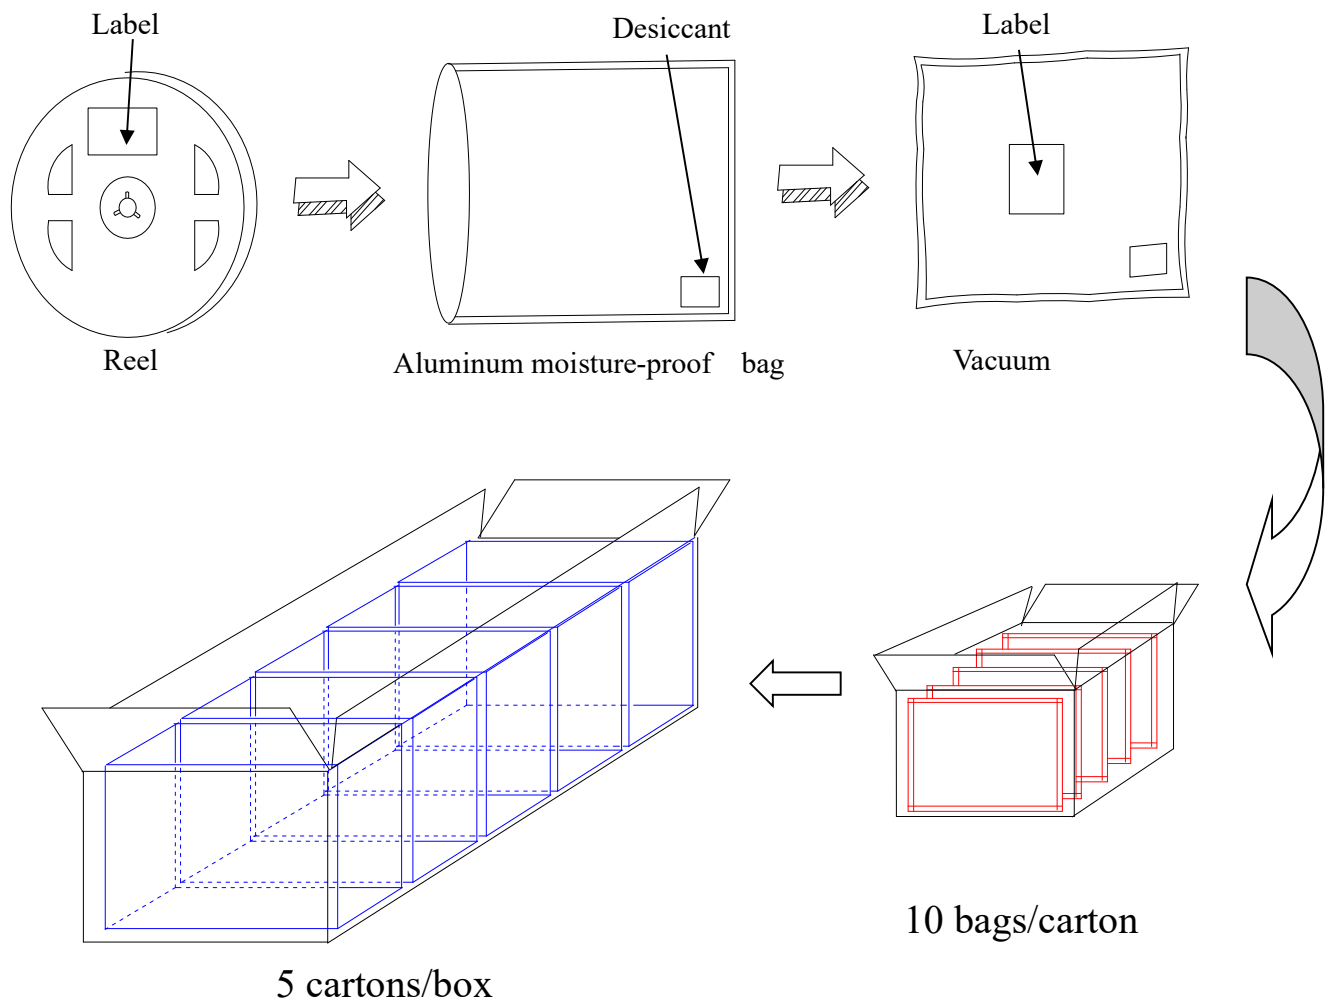 Label
Desiccant
Label
Reel
Aluminum moisture-proof bag
Vacuum
10 bags/carton
5 cartons/box